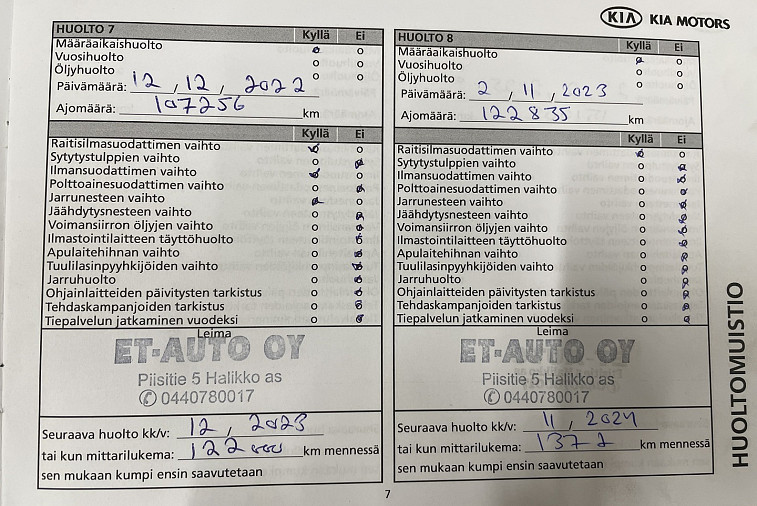 KIA KIA MOTORS
HUOLTO 7 Kyllä Ei
Määräaikaishuolto
Vuosihuolto
Öljyhuolto
Päivämäärä: 12, 12, 2022
Ajomäärä: 107256 km
Kyllä Ei
Raitisilmasuodattimen vaihto
Sytytystulppien vaihto
Ilmansuodattimen vaihto
Polttoainesuodattimen vaihto
Jarrunesteen vaihto
Jäähdytysnesteen vaihto
Voimansiirron öljyjen vaihto
Ilmastointilaitteen täyttöhuolto
Apulaitehihnan vaihto
Tuulilasinpyyhkijöiden vaihto
Jarruhuolto
Ohjainlaitteiden päivitysten tarkistus
Tehdaskampanjoiden tarkistus
Tiepalvelun jatkaminen vuodeksi
Leima
ET-AUTO OY
Piisitie 5 Halikko as
✆ 0440780017
Seuraava huolto kk/v: 12, 2023
tai kun mittarilukema: 122000 km mennessä
sen mukaan kumpi ensin saavutetaan
HUOLTO 8 Kyllä Ei
Määräaikaishuolto
Vuosihuolto
Öljyhuolto
Päivämäärä: 2, 11, 2023
Ajomäärä: 122835 km
Kyllä Ei
Raitisilmasuodattimen vaihto
Sytytystulppien vaihto
Ilmansuodattimen vaihto
Polttoainesuodattimen vaihto
Jarrunesteen vaihto
Jäähdytysnesteen vaihto
Voimansiirron öljyjen vaihto
Ilmastointilaitteen täyttöhuolto
Apulaitehihnan vaihto
Tuulilasinpyyhkijöiden vaihto
Jarruhuolto
Ohjainlaitteiden päivitysten tarkistus
Tehdaskampanjoiden tarkistus
Tiepalvelun jatkaminen vuodeksi
Leima
ET-AUTO OY
Piisitie 5 Halikko as
✆ 0440780017
Seuraava huolto kk/v: 11, 2024
tai kun mittarilukema: km mennessä
sen mukaan kumpi ensin saavutetaan
HUOLTOMUISTIO
7